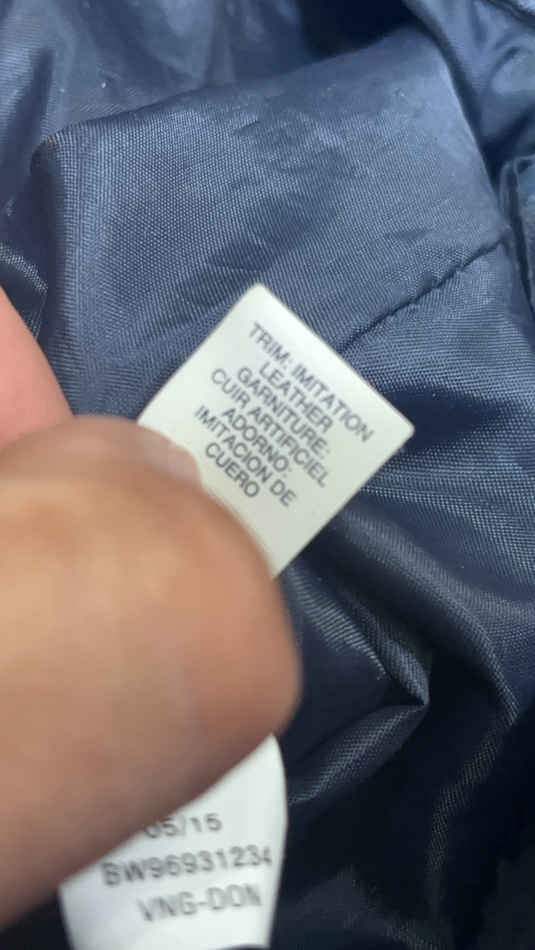 TRIM: IMITATION
LEATHER
GARNITURE:
CUIR ARTIFICIEL
ADORNO:
IMITACION DE
CUERO
05/15
BW96931234
VNG-DON